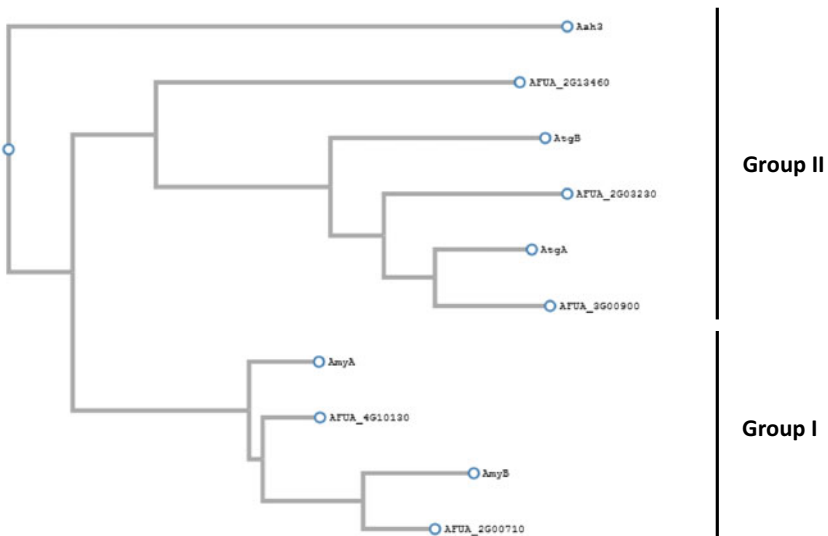 Aah3
AFUA_2G13460
AtgB
Group II
AFUA_2G03230
AtgA
AFUA_3G00900
AmyA
AFUA_4G10130
Group I
AmyB
AFUA_2G00710